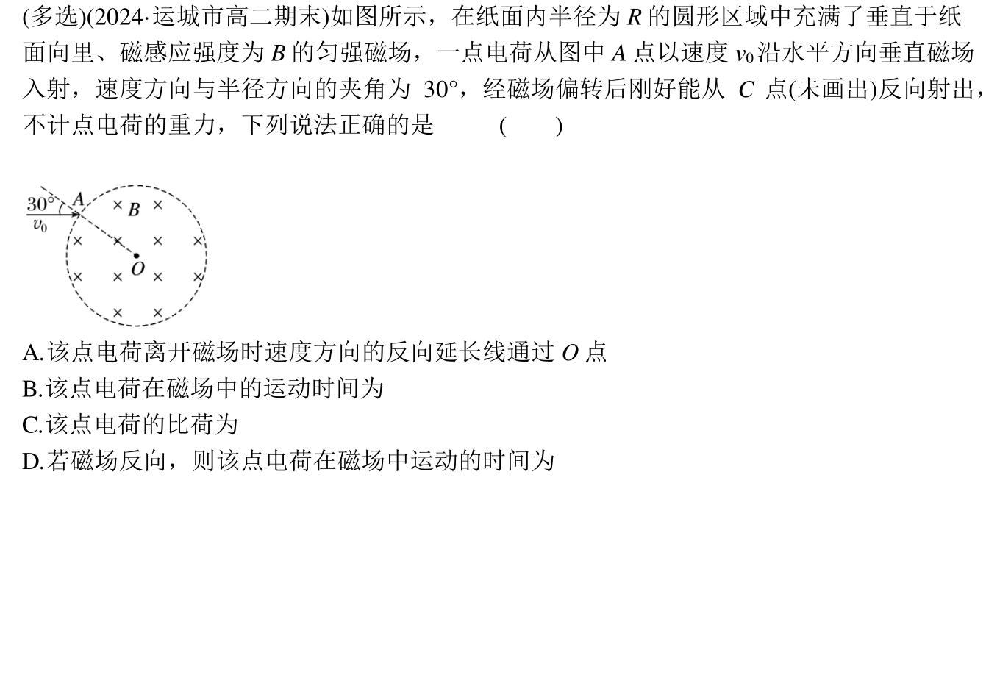 (多选)(2024·运城市高二期末)如图所示，在纸面内半径为 R 的圆形区域中充满了垂直于纸
面向里、磁感应强度为 B 的匀强磁场，一点电荷从图中 A 点以速度 v₀沿水平方向垂直磁场
入射，速度方向与半径方向的夹角为 30°，经磁场偏转后刚好能从 C 点(未画出)反向射出，
不计点电荷的重力，下列说法正确的是 ( )
30° A B
v₀
O
A.该点电荷离开磁场时速度方向的反向延长线通过 O 点
B.该点电荷在磁场中的运动时间为
C.该点电荷的比荷为
D.若磁场反向，则该点电荷在磁场中运动的时间为